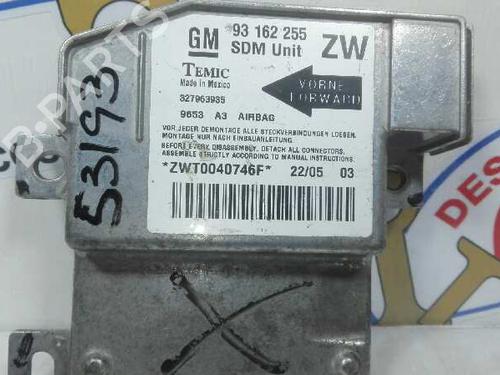 GM 93 162 255 ZW
SDM Unit
TEMIC
Made in Mexico
VORNE
FORWARD
327963935
9653 A3 AIRBAG
VOR JEDER DEMONTAGE ALLE STECKVERBINDUNGEN LOESEN.
MONTAGE NUR NACH EINBAUANLEITUNG.
BEFORE EVERY DISASSEMBLY, DETACH ALL CONNECTORS.
ASSEMBLE STRICTLY ACCORDING TO MANUAL INSTRUCTIONS.
*ZWT0040746F* 22/05 03
53193
B-PARTS
DES